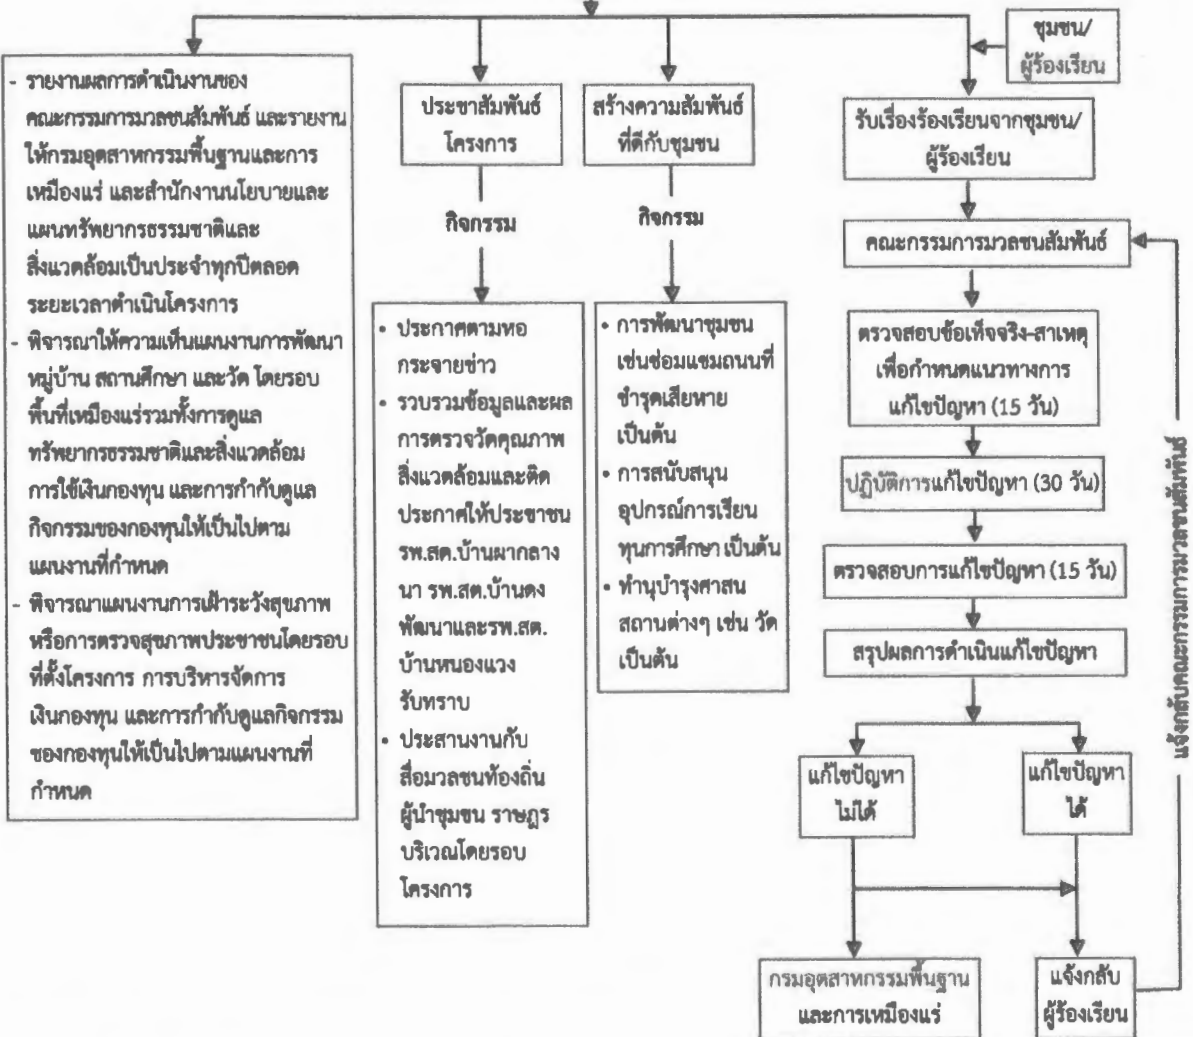 - รายงานผลการดำเนินงานของ
คณะกรรมการมวลชนสัมพันธ์ และรายงาน
ให้กรมอุตสาหกรรมพื้นฐานและการ
เหมืองแร่ และสำนักงานนโยบายและ
แผนทรัพยากรธรรมชาติและ
สิ่งแวดล้อมเป็นประจำทุกปีตลอด
ระยะเวลาดำเนินโครงการ
- พิจารณาให้ความเห็นแผนงานการพัฒนา
หมู่บ้าน สถานศึกษา และวัด โดยรอบ
พื้นที่เหมืองแร่รวมทั้งการดูแล
ทรัพยากรธรรมชาติและสิ่งแวดล้อม
การใช้เงินกองทุน และการกำกับดูแล
กิจกรรมของกองทุนให้เป็นไปตาม
แผนงานที่กำหนด
- พิจารณาแผนงานการเฝ้าระวังสุขภาพ
หรือการตรวจสุขภาพประชาชนโดยรอบ
ที่ตั้งโครงการ การบริหารจัดการ
เงินกองทุน และการกำกับดูแลกิจกรรม
ของกองทุนให้เป็นไปตามแผนงานที่
กำหนด
ประชาสัมพันธ์
โครงการ
กิจกรรม
• ประกาศตามหอ
กระจายข่าว
• รวบรวมข้อมูลและผล
การตรวจวัดคุณภาพ
สิ่งแวดล้อมและติด
ประกาศให้ประชาชน
รพ.สต.บ้านผากลาง
นา รพ.สต.บ้านดง
พัฒนาและรพ.สต.
บ้านหนองแวง
รับทราบ
• ประสานงานกับ
สื่อมวลชนท้องถิ่น
ผู้นำชุมชน ราษฎร
บริเวณโดยรอบ
โครงการ
สร้างความสัมพันธ์
ที่ดีกับชุมชน
กิจกรรม
• การพัฒนาชุมชน
เช่นซ่อมแซมถนนที่
ชำรุดเสียหาย
เป็นต้น
• การสนับสนุน
อุปกรณ์การเรียน
ทุนการศึกษา เป็นต้น
• ทำนุบำรุงศาสน
สถานต่างๆ เช่น วัด
เป็นต้น
ชุมชน/
ผู้ร้องเรียน
รับเรื่องร้องเรียนจากชุมชน/
ผู้ร้องเรียน
คณะกรรมการมวลชนสัมพันธ์
ตรวจสอบข้อเท็จจริง-สาเหตุ
เพื่อกำหนดแนวทางการ
แก้ไขปัญหา (15 วัน)
ปฏิบัติการแก้ไขปัญหา (30 วัน)
ตรวจสอบการแก้ไขปัญหา (15 วัน)
สรุปผลการดำเนินแก้ไขปัญหา
แก้ไขปัญหา
ไม่ได้
แก้ไขปัญหา
ได้
กรมอุตสาหกรรมพื้นฐาน
และการเหมืองแร่
แจ้งกลับ
ผู้ร้องเรียน
แจ้งกลับคณะกรรมการมวลชนสัมพันธ์